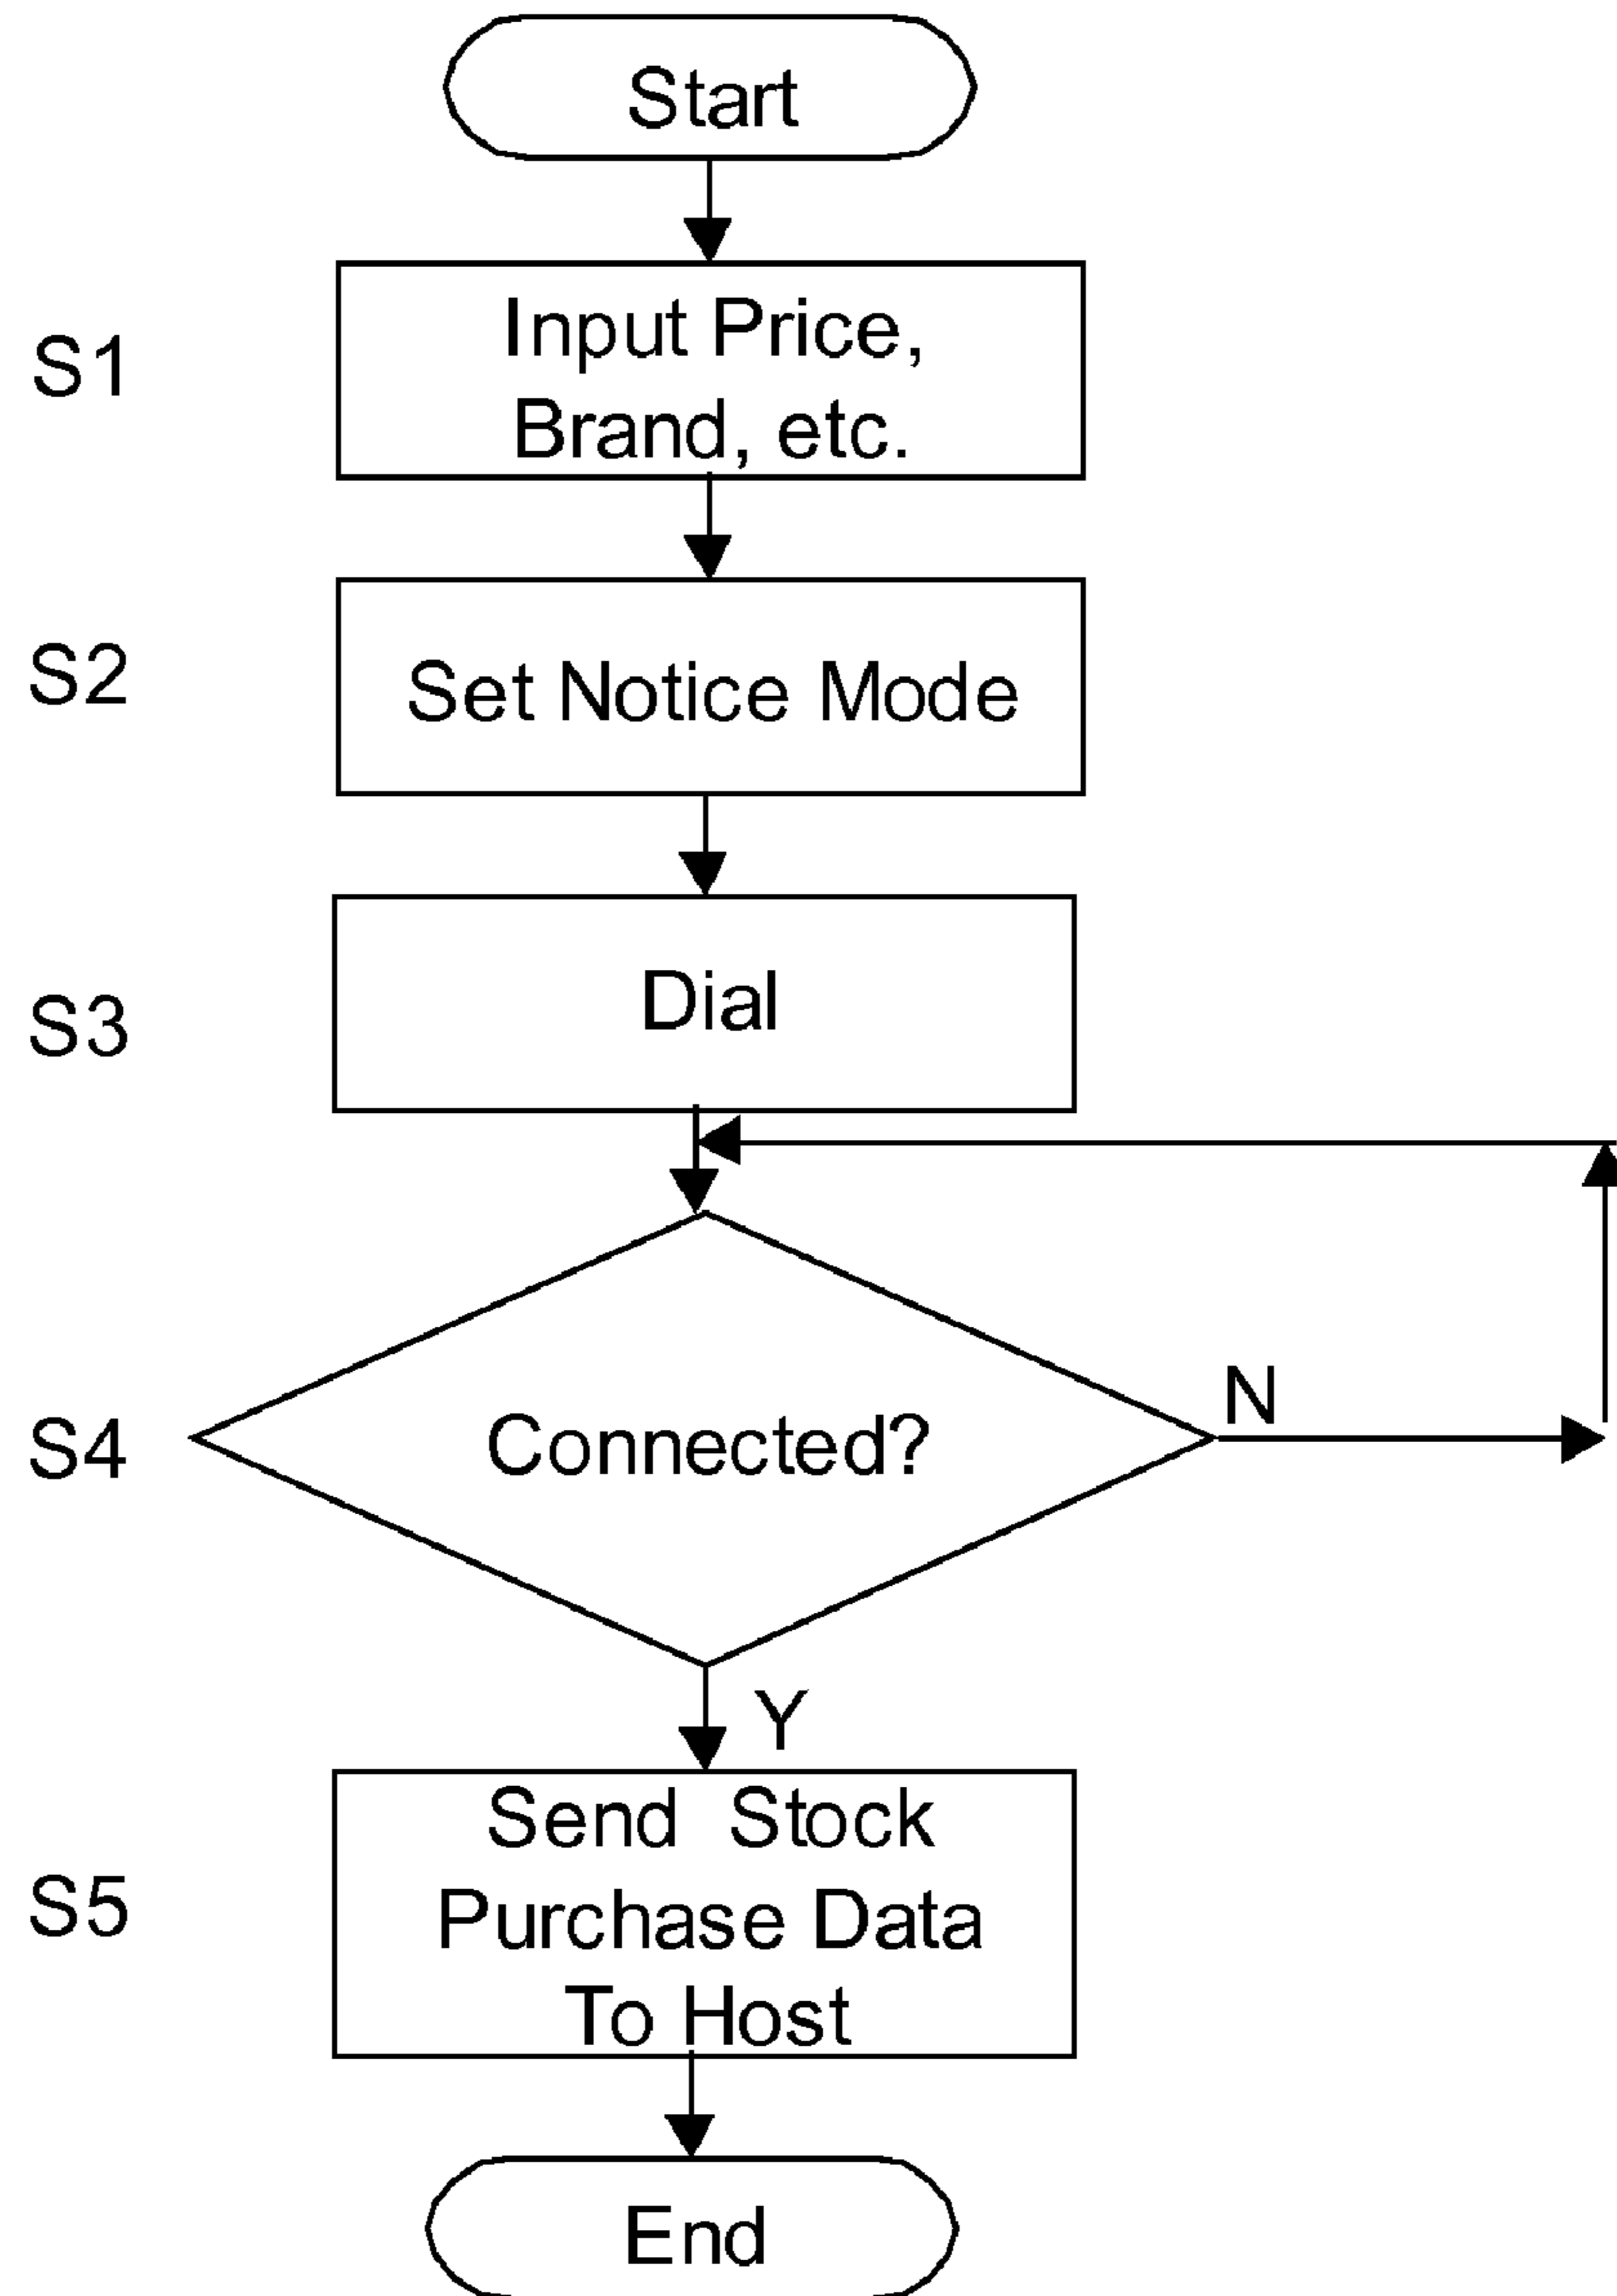 Start
S1
Input Price,
Brand, etc.
S2
Set Notice Mode
S3
Dial
S4
Connected?
N
Y
S5
Send Stock
Purchase Data
To Host
End